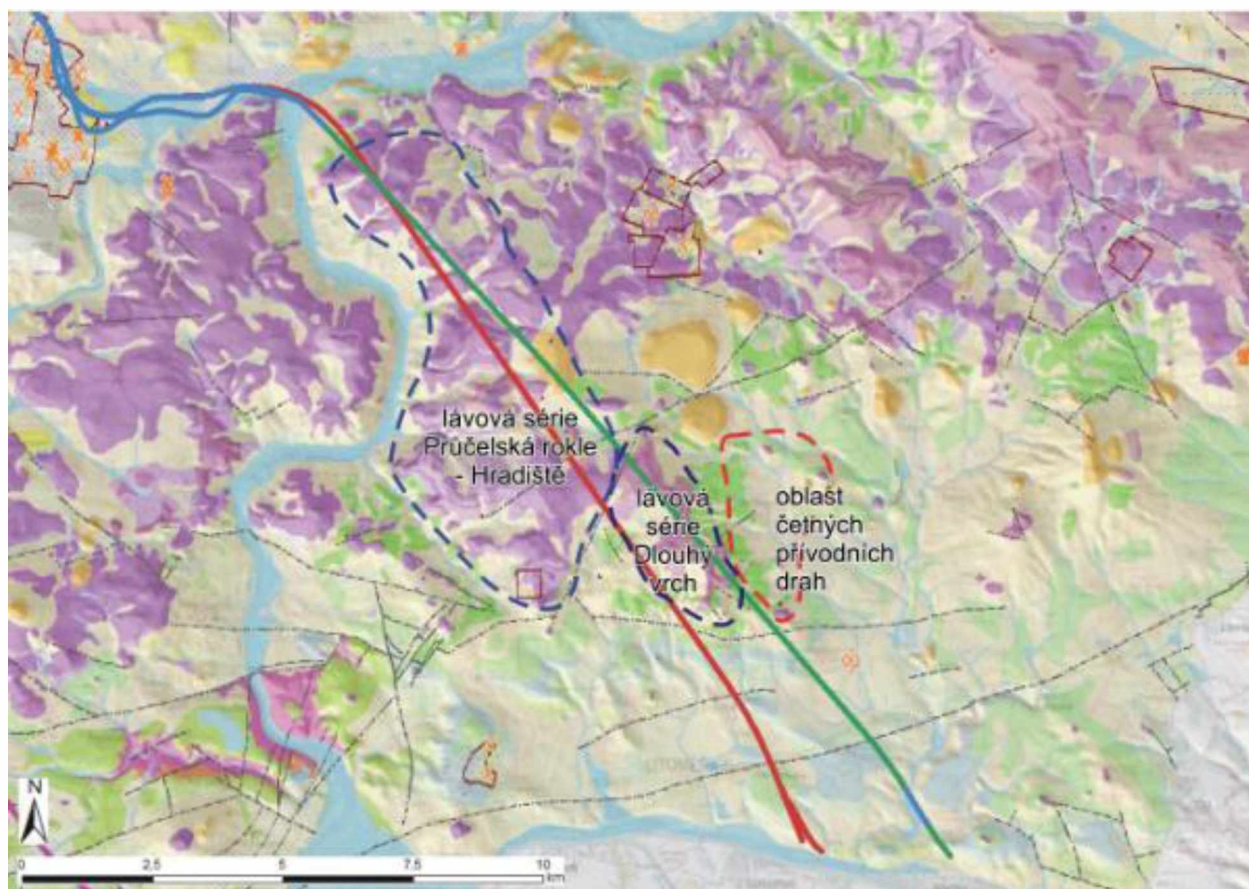 lávová série
Průčelská rokle
- Hradiště
lávová
série
Dlouhý
vrch
oblast
četných
přívodních
drah
N
0 2,5 5 7,5 10
km